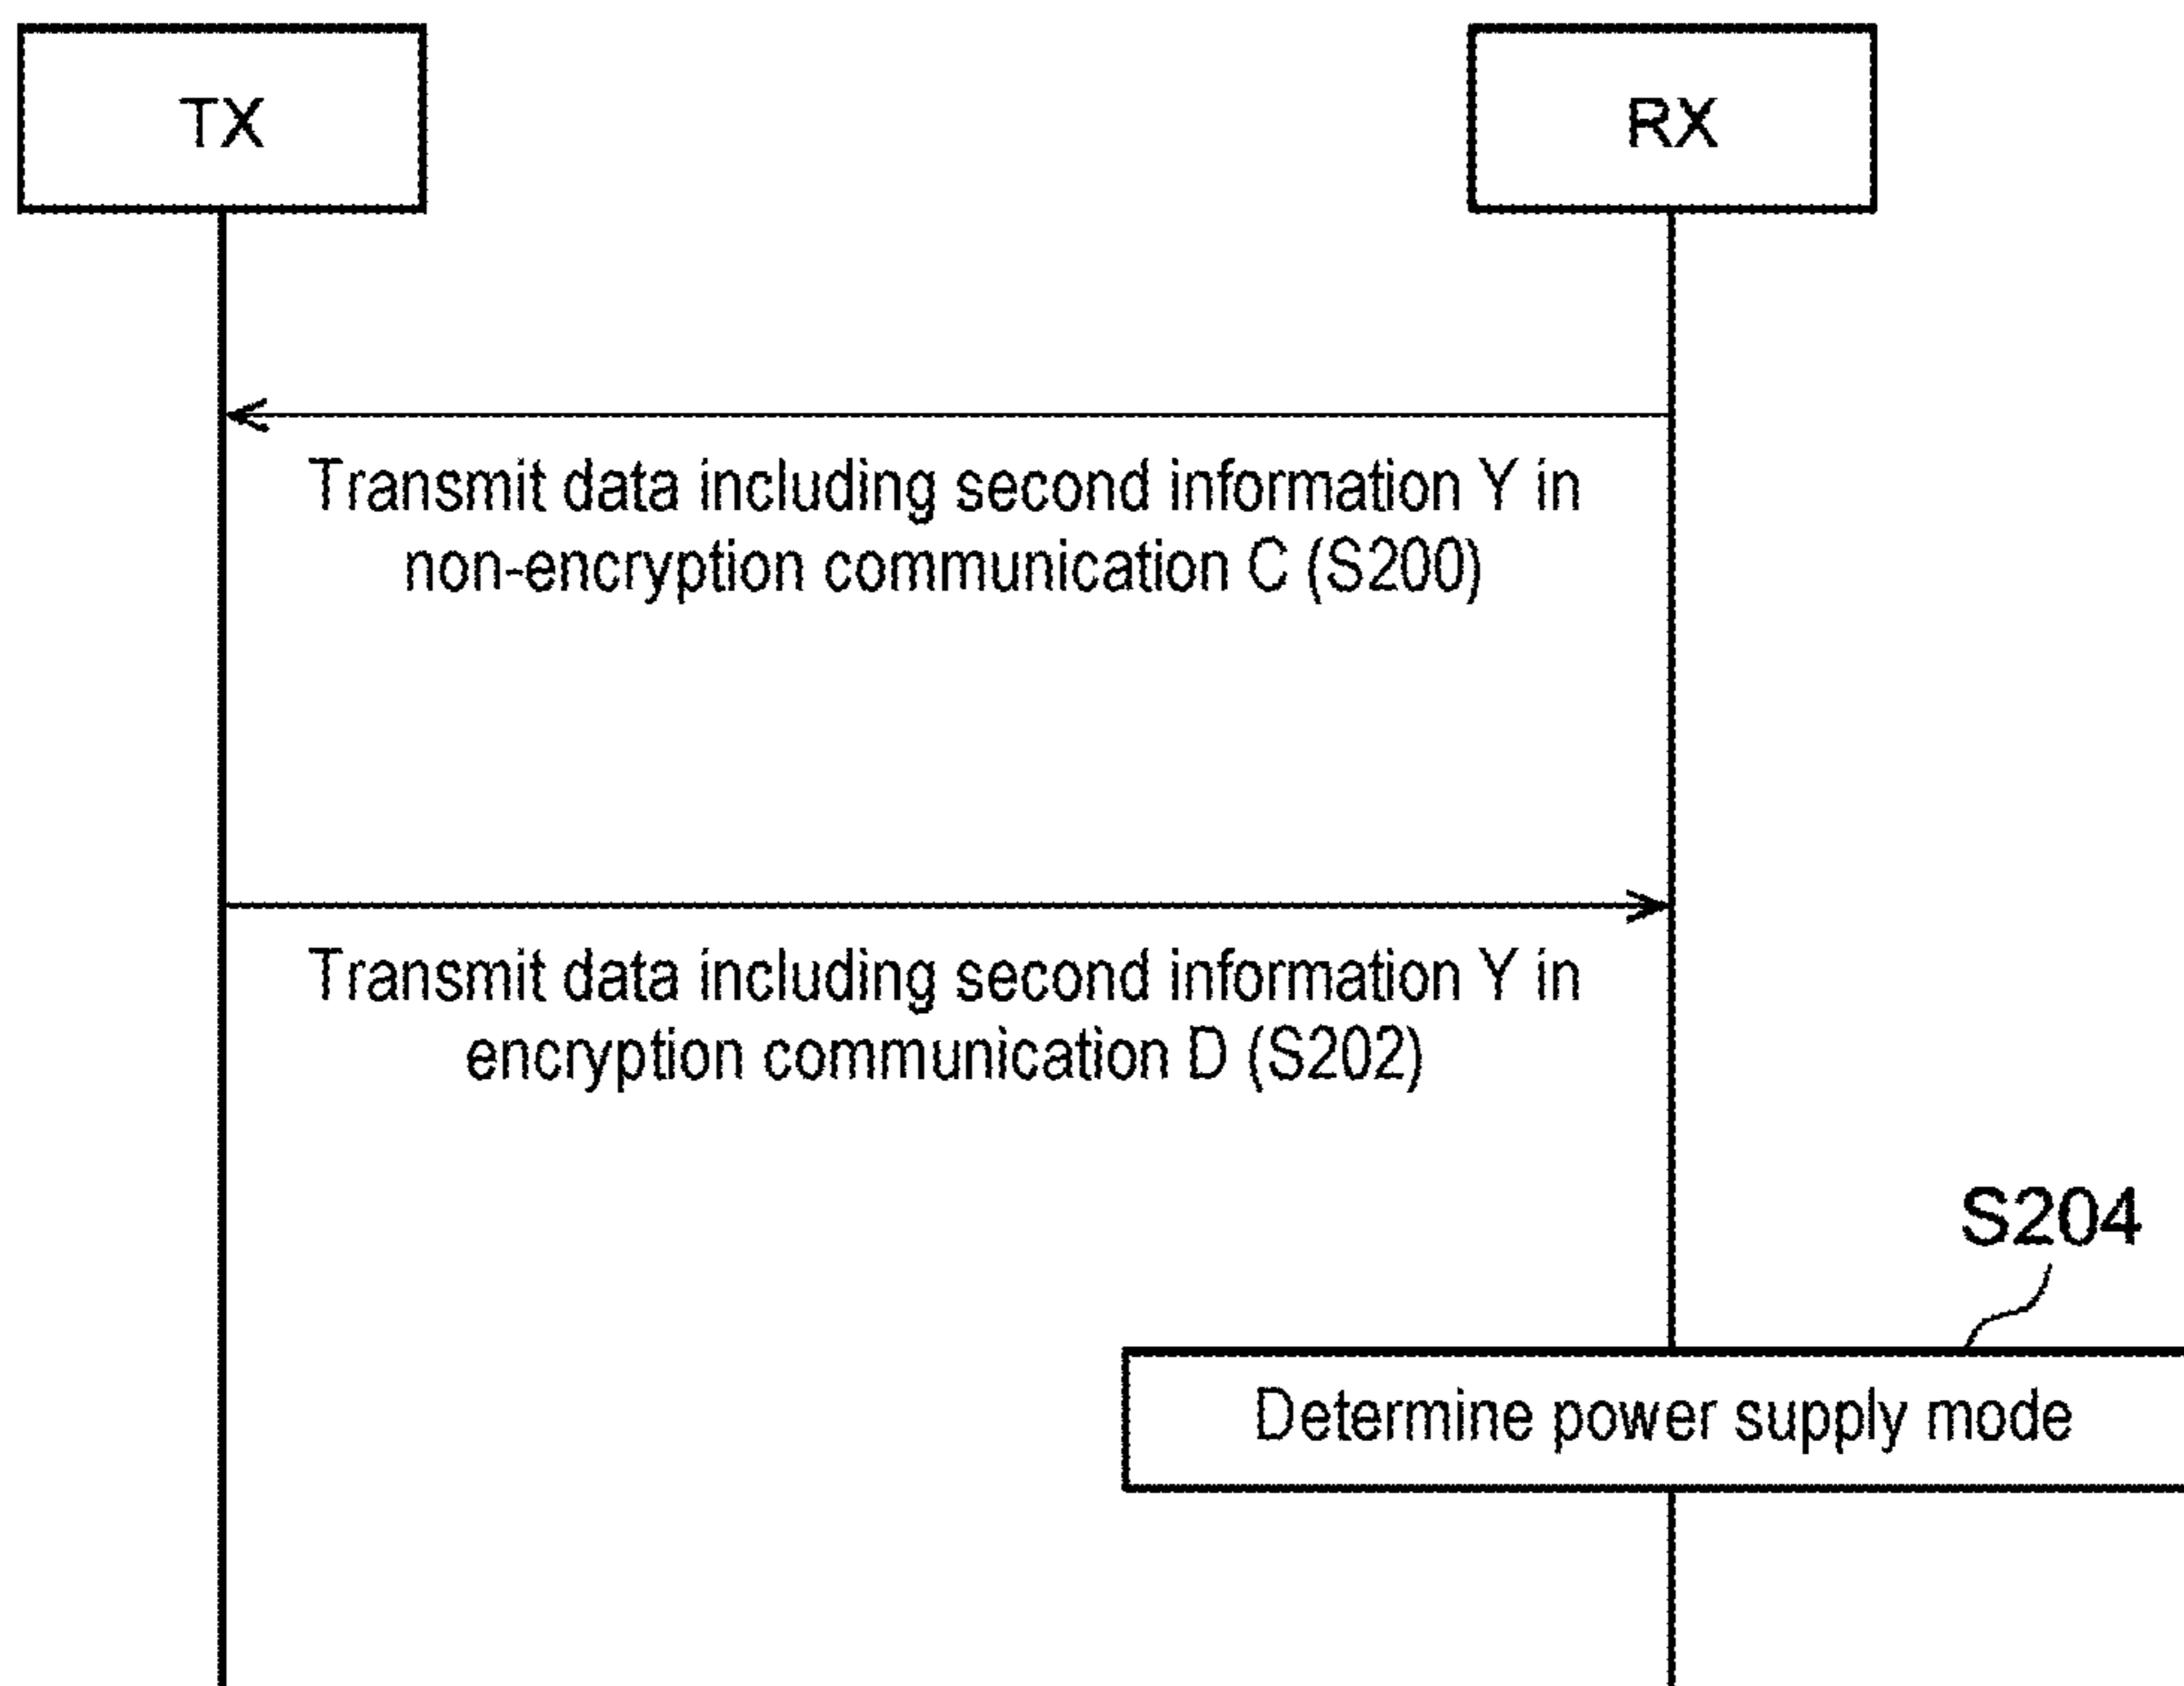 TX
RX
Transmit data including second information Y in
non-encryption communication C (S200)
Transmit data including second information Y in
encryption communication D (S202)
S204
Determine power supply mode